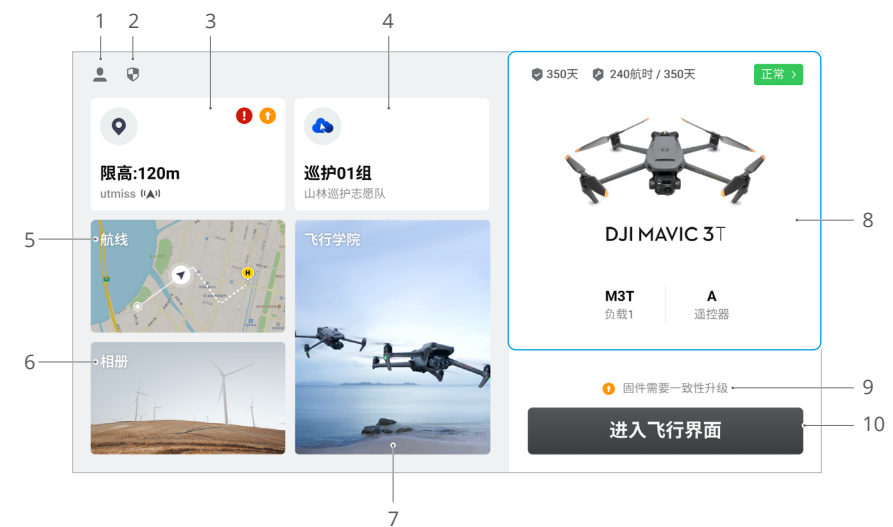 1
2
3
4
350天
240航时 / 350天
正常
限高:120m
utmiss
巡护01组
山林巡护志愿队
DJI MAVIC 3T
8
5
航线
H
飞行学院
M3T
负载1
A
遥控器
6
相册
固件需要一致性升级
9
进入飞行界面
10
7